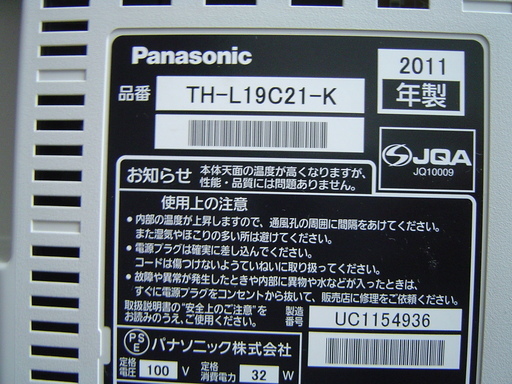 Panasonic
2011
年製
品番
TH-L19C21-K
JQA
JQ10009
お知らせ
本体天面の温度が高くなりますが、
性能・品質には問題ありません。
使用上の注意
● 内部の温度が上昇しますので、通風孔の周囲に間隔をあけてください。
また湿気やほこりの多い所は避けてください。
● 電源プラグは確実に差し込んでください。
コードは傷つけないようていねいに取り扱ってください。
● 故障や異常が発生したときや内部に異物や水などが入ったときは、
すぐに電源プラグをコンセントから抜いて、販売店に修理をご依頼ください。
取扱説明書の“安全上のご注意”を
お読みのうえ、ご使用ください。
製造
番号
UC1154936
PS
E
パナソニック株式会社
定格
電圧
100 V
定格
消費電力
32 W